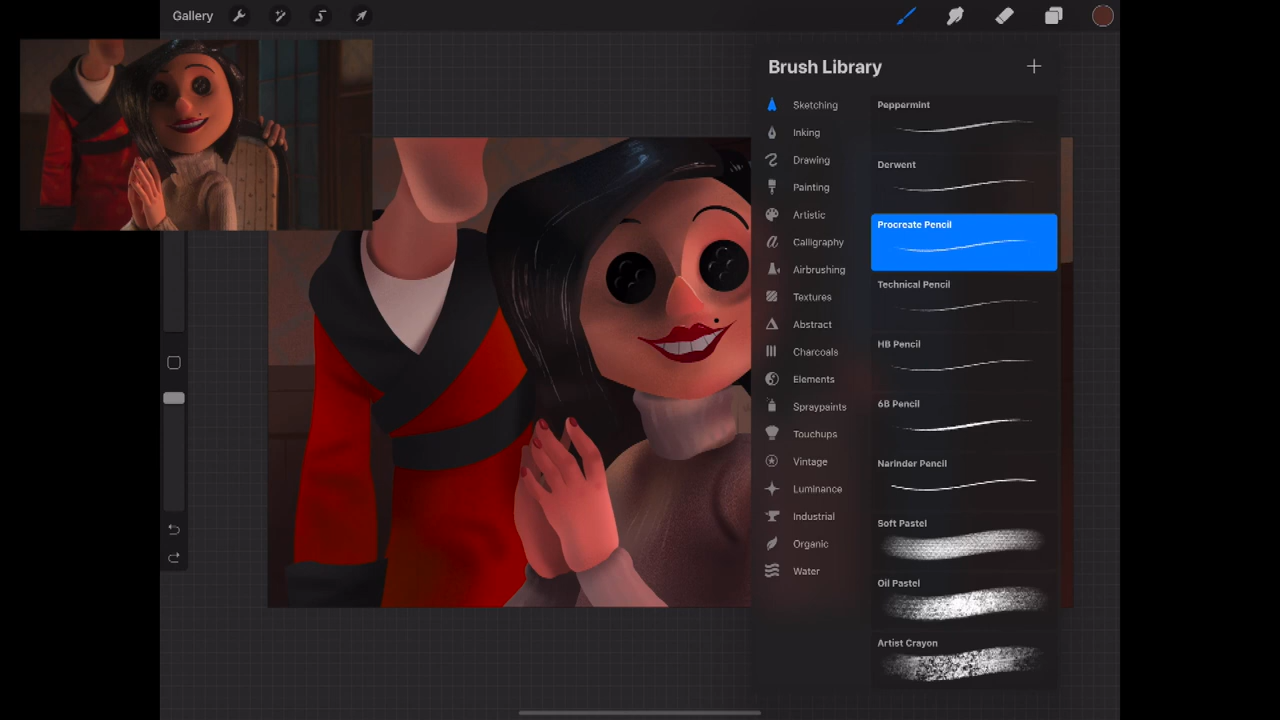 Gallery
Brush Library
Sketching
Inking
Drawing
Painting
Artistic
Calligraphy
Airbrushing
Textures
Abstract
Charcoals
Elements
Spraypaints
Touchups
Vintage
Luminance
Industrial
Organic
Water
Peppermint
Derwent
Procreate Pencil
Technical Pencil
HB Pencil
6B Pencil
Narinder Pencil
Soft Pastel
Oil Pastel
Artist Crayon